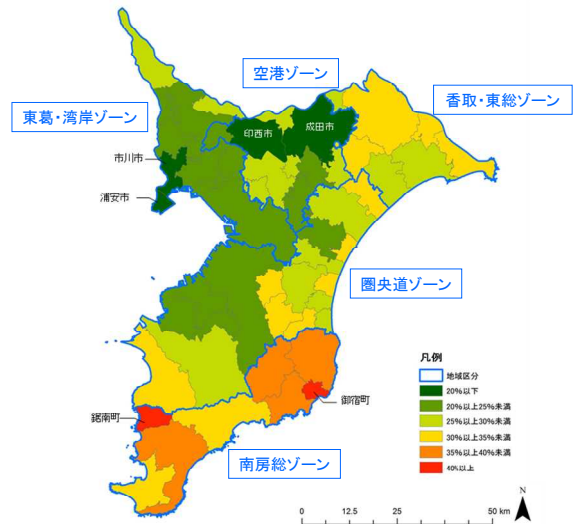 空港ゾーン
香取・東総ゾーン
東葛・湾岸ゾーン
印西市
成田市
市川市
浦安市
圏央道ゾーン
凡例
地域区分
20%以下
20%以上25%未満
25%以上30%未満
30%以上35%未満
35%以上40%未満
40%以上
御宿町
鋸南町
南房総ゾーン
N
0 12.5 25 50 km